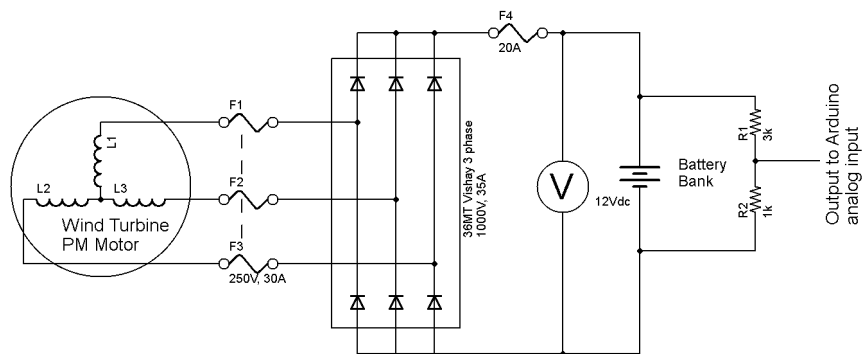 F4
20A
F1
L1
F2
L2
L3
Wind Turbine
PM Motor
F3
250V, 30A
36MT Vishay 3 phase
1000V, 35A
V
12Vdc
Battery
Bank
R1
3k
R2
1k
Output to Arduino
analog input